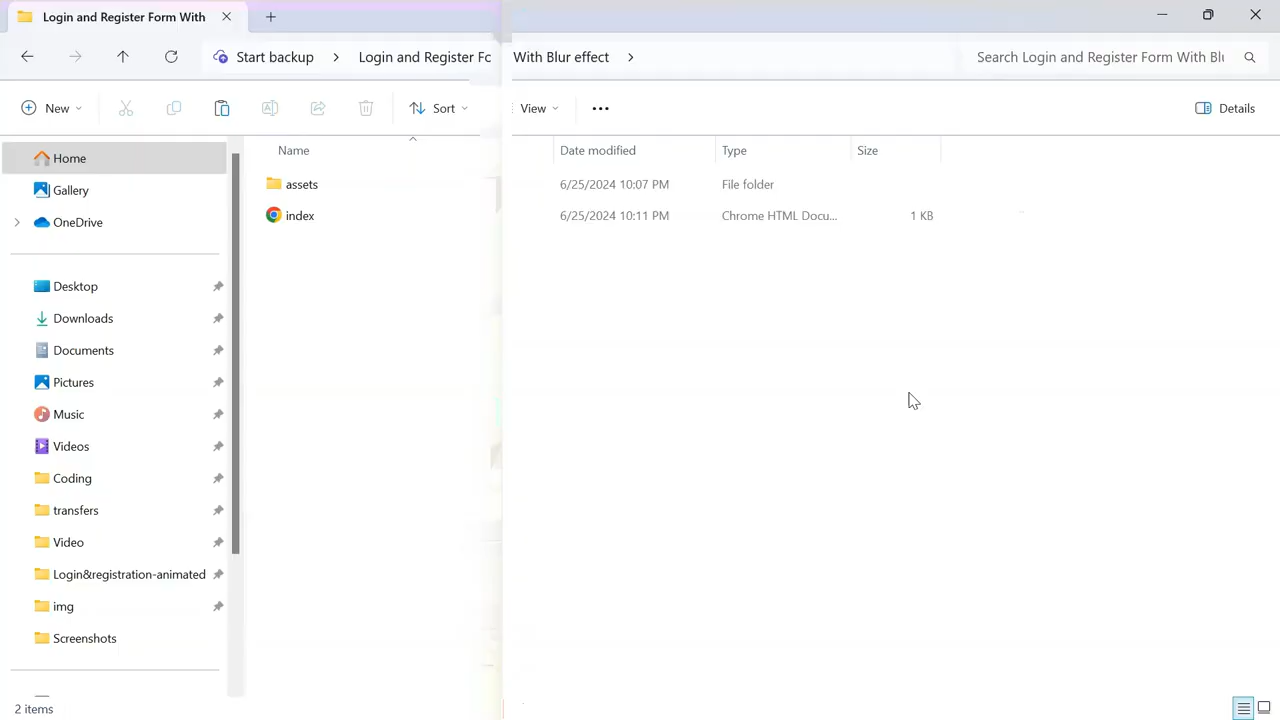 Login and Register Form With
Start backup Login and Register Fc With Blur effect
Search Login and Register Form With Blu
New Sort View Details
Name Date modified Type Size
assets 6/25/2024 10:07 PM File folder
index 6/25/2024 10:11 PM Chrome HTML Docu... 1 KB
Home
Gallery
OneDrive
Desktop
Downloads
Documents
Pictures
Music
Videos
Coding
transfers
Video
Login&registration-animated
img
Screenshots
2 items